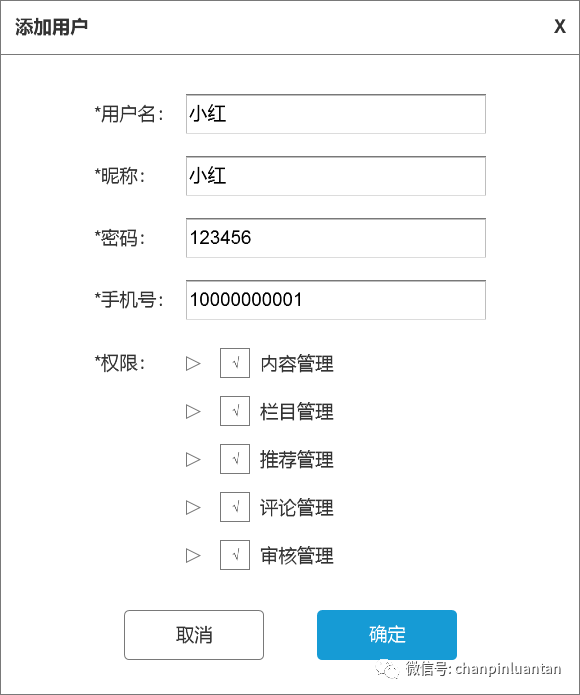 添加用户 X
*用户名： 小红
*昵称： 小红
*密码： 123456
*手机号： 10000000001
*权限： ▷ √ 内容管理
▷ √ 栏目管理
▷ √ 推荐管理
▷ √ 评论管理
▷ √ 审核管理
取消 确定
微信号: chanpinluantan